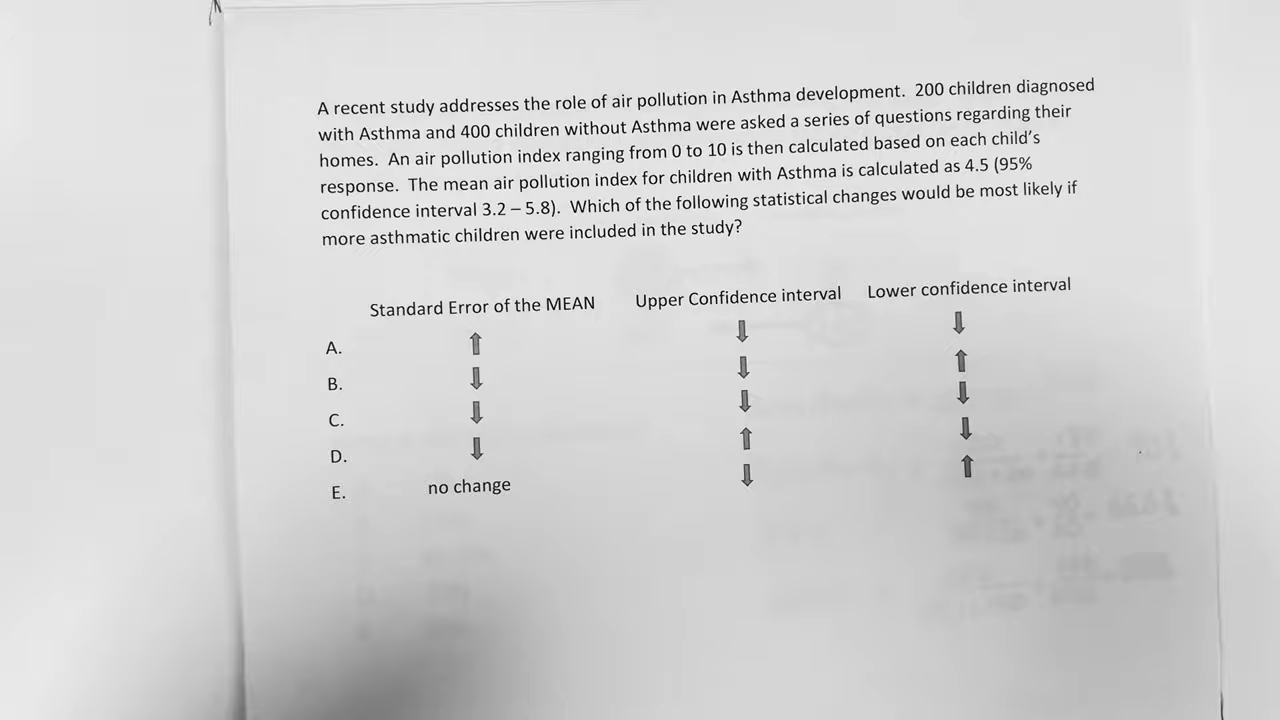 A recent study addresses the role of air pollution in Asthma development. 200 children diagnosed
with Asthma and 400 children without Asthma were asked a series of questions regarding their
homes. An air pollution index ranging from 0 to 10 is then calculated based on each child's
response. The mean air pollution index for children with Asthma is calculated as 4.5 (95%
confidence interval 3.2 – 5.8). Which of the following statistical changes would be most likely if
more asthmatic children were included in the study?
Standard Error of the MEAN Upper Confidence interval Lower confidence interval
A. ⇑ ⇓ ⇓
B. ⇓ ⇓ ⇑
C. ⇓ ⇓ ⇓
D. ⇓ ⇑ ⇓
E. no change ⇓ ⇑